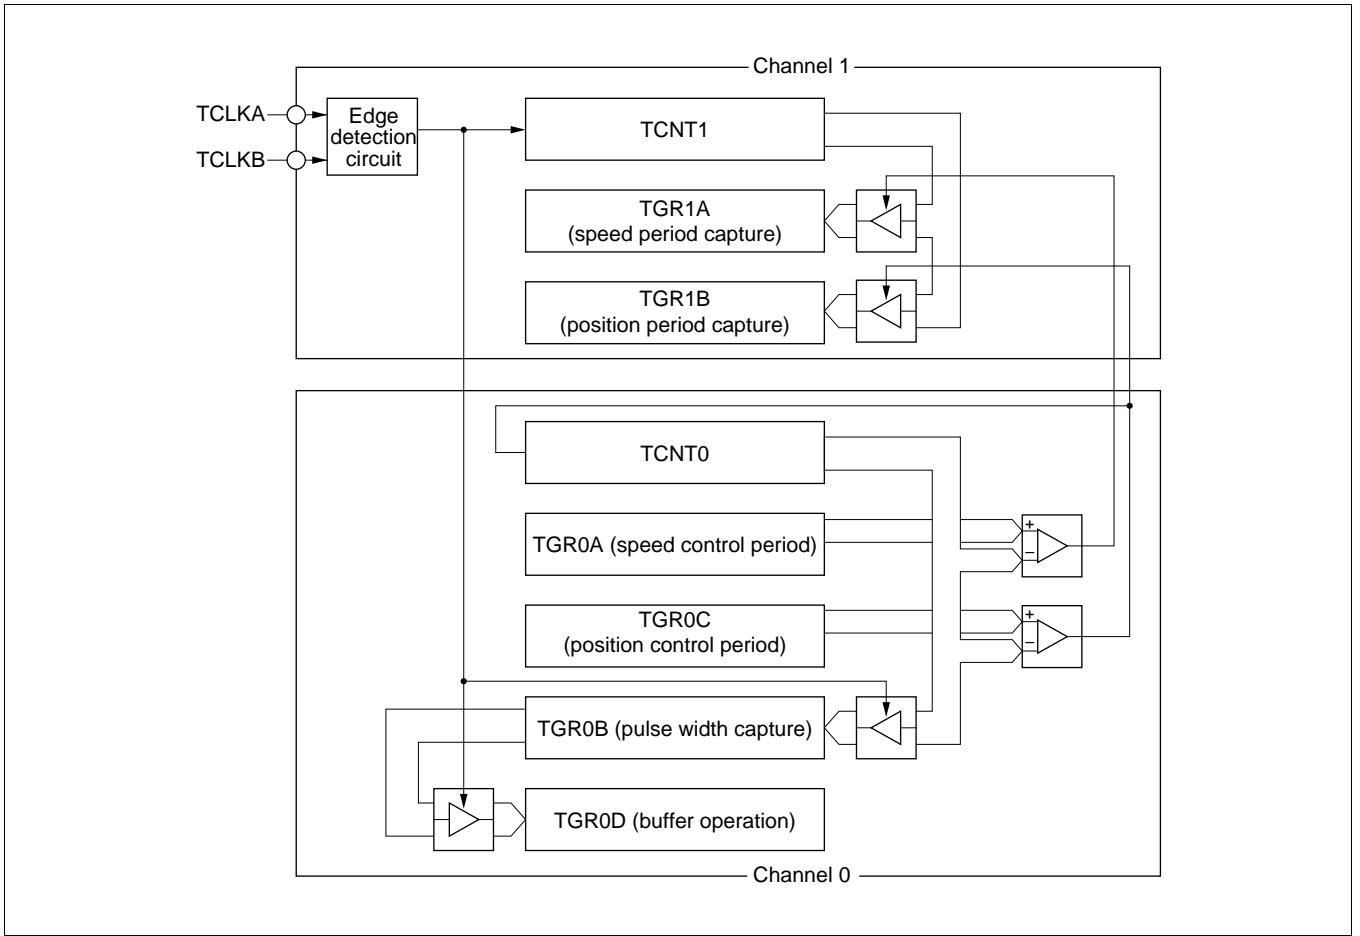 Channel 1
TCLKA
TCLKB
Edge
detection
circuit
TCNT1
TGR1A
(speed period capture)
TGR1B
(position period capture)
TCNT0
TGR0A (speed control period)
+
−
TGR0C
(position control period)
+
−
TGR0B (pulse width capture)
TGR0D (buffer operation)
Channel 0